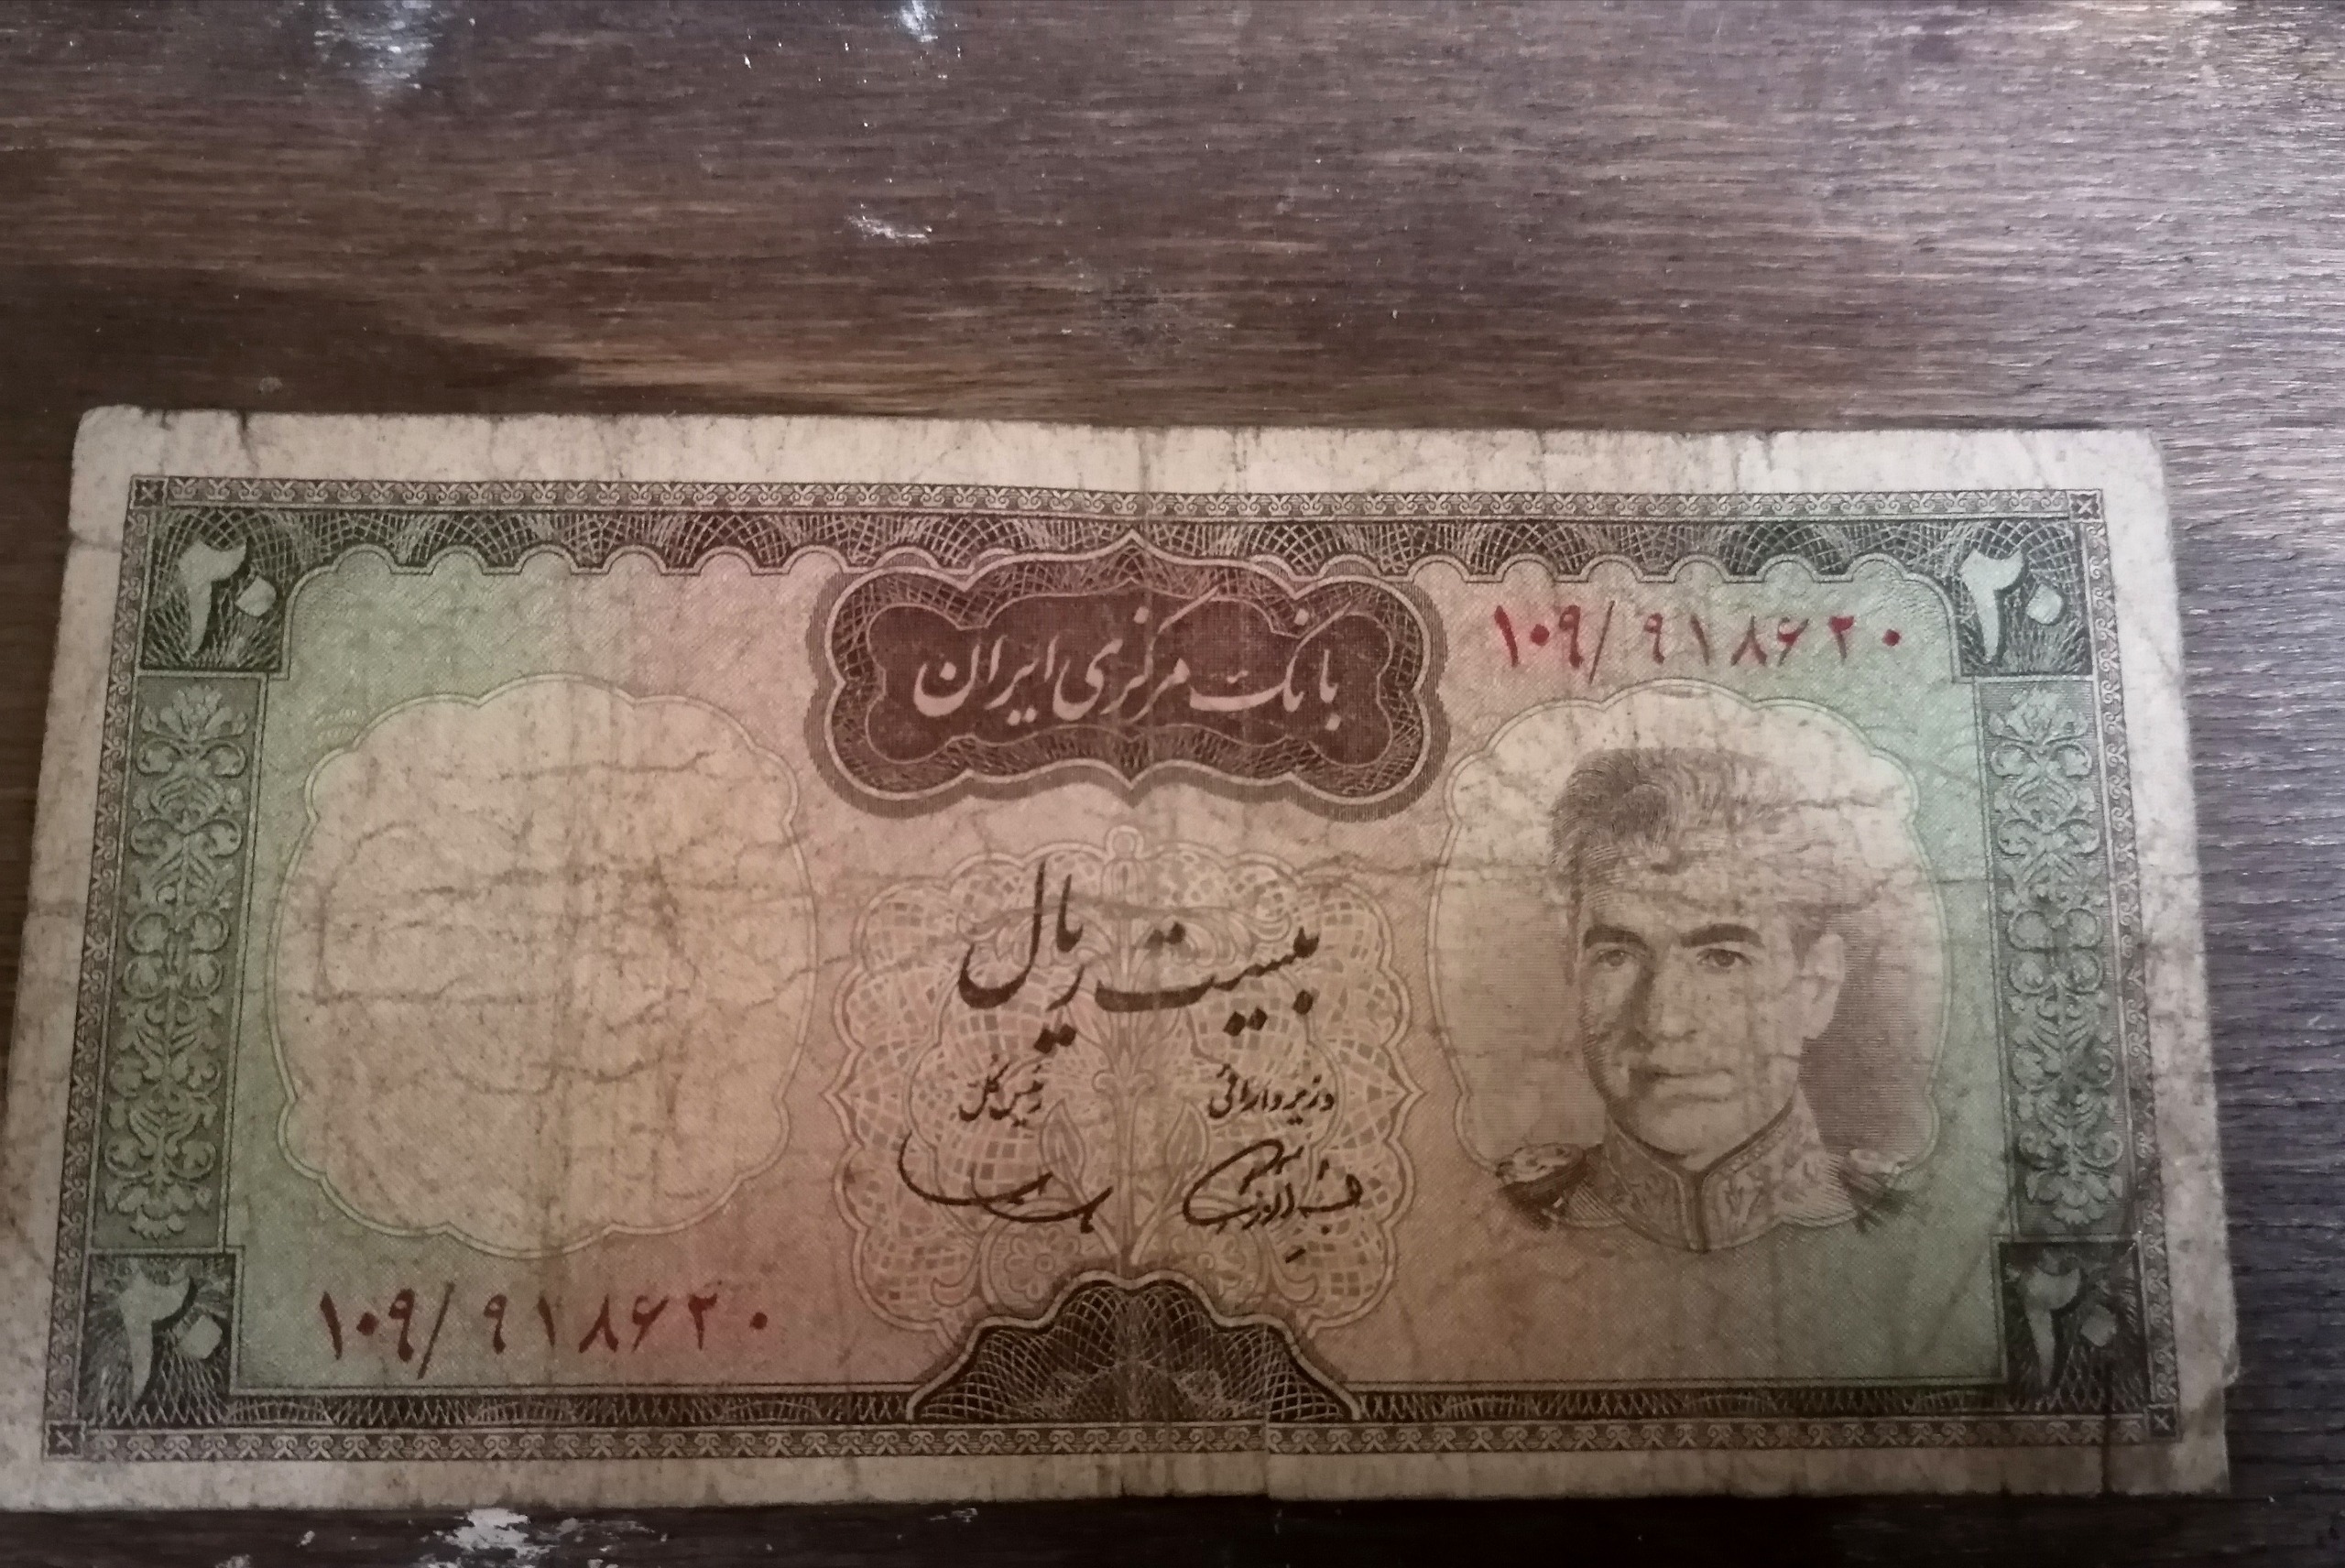 ۲۰
۲۰
بانک مرکزی ایران
۱۰۹/۹۱۸۶۲۰
بیست ریال
وزیر دارائی
رئیس کل
۱۰۹/۹۱۸۶۲۰
۲۰
۲۰